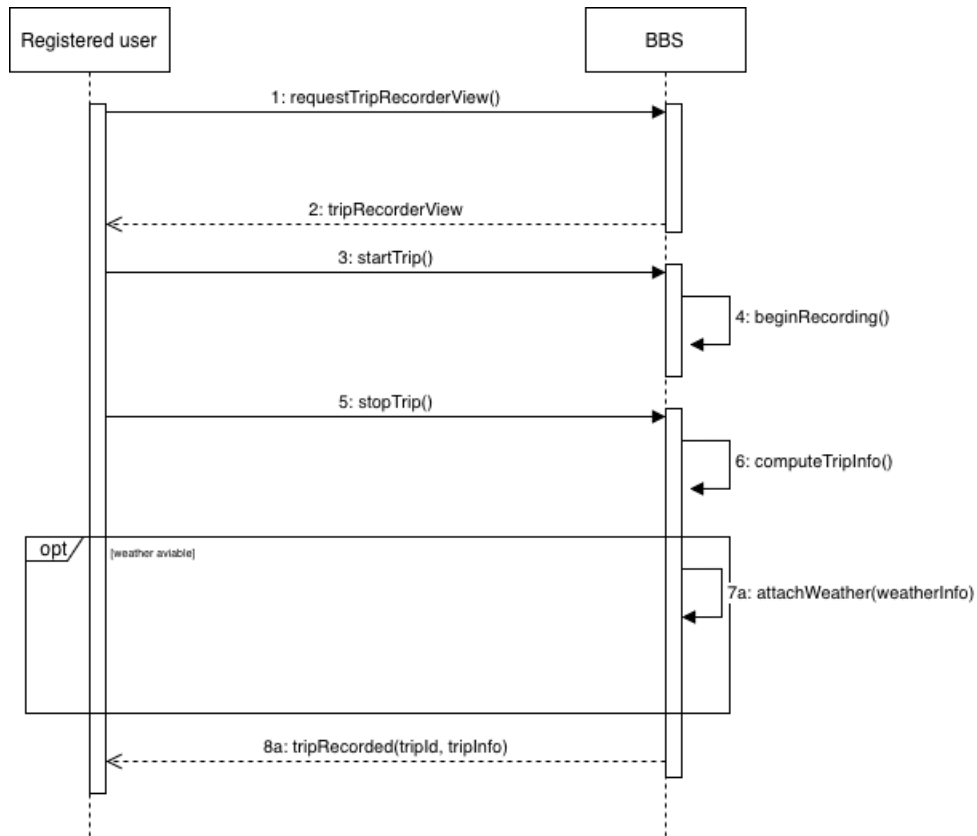 Registered user
BBS
1: requestTripRecorderView()
2: tripRecorderView
3: startTrip()
4: beginRecording()
5: stopTrip()
6: computeTripInfo()
opt
[weather aviable]
7a: attachWeather(weatherInfo)
8a: tripRecorded(tripId, tripInfo)